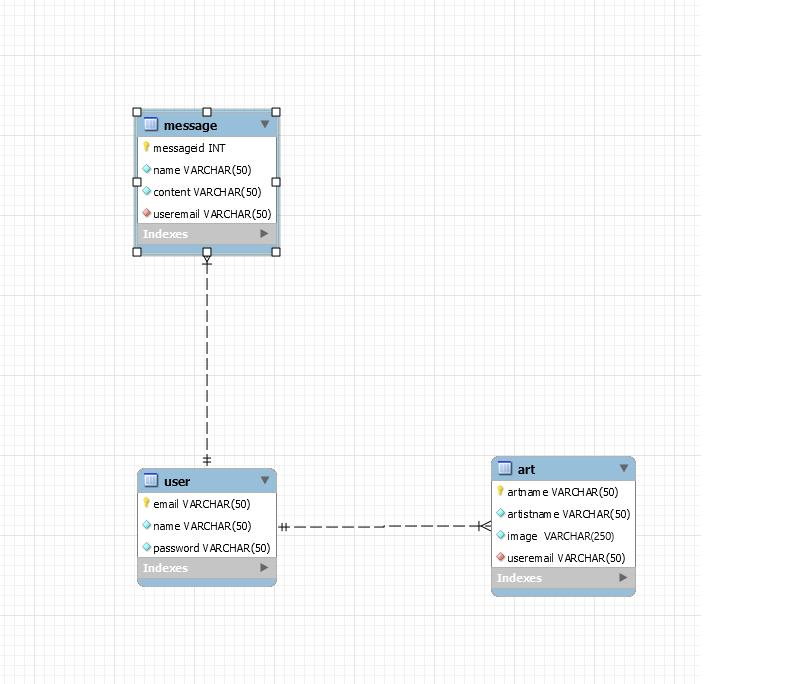 message
messageid INT
name VARCHAR(50)
content VARCHAR(50)
useremail VARCHAR(50)
Indexes
user
email VARCHAR(50)
name VARCHAR(50)
password VARCHAR(50)
Indexes
art
artname VARCHAR(50)
artistname VARCHAR(50)
image VARCHAR(250)
useremail VARCHAR(50)
Indexes